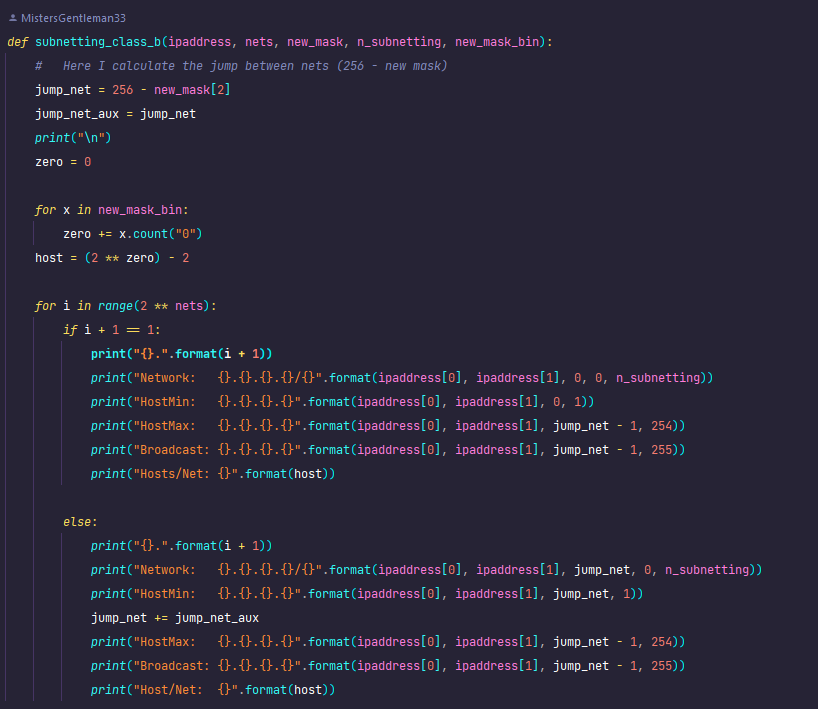 MistersGentleman33
def subnetting_class_b(ipaddress, nets, new_mask, n_subnetting, new_mask_bin):
    #   Here I calculate the jump between nets (256 - new mask)
    jump_net = 256 - new_mask[2]
    jump_net_aux = jump_net
    print("\n")
    zero = 0

    for x in new_mask_bin:
        zero += x.count("0")
    host = (2 ** zero) - 2

    for i in range(2 ** nets):
        if i + 1 == 1:
            print("{}.".format(i + 1))
            print("Network:   {}.{}.{}.{}/{}".format(ipaddress[0], ipaddress[1], 0, 0, n_subnetting))
            print("HostMin:   {}.{}.{}.{}".format(ipaddress[0], ipaddress[1], 0, 1))
            print("HostMax:   {}.{}.{}.{}".format(ipaddress[0], ipaddress[1], jump_net - 1, 254))
            print("Broadcast: {}.{}.{}.{}".format(ipaddress[0], ipaddress[1], jump_net - 1, 255))
            print("Hosts/Net: {}".format(host))

        else:
            print("{}.".format(i + 1))
            print("Network:   {}.{}.{}.{}/{}".format(ipaddress[0], ipaddress[1], jump_net, 0, n_subnetting))
            print("HostMin:   {}.{}.{}.{}".format(ipaddress[0], ipaddress[1], jump_net, 1))
            jump_net += jump_net_aux
            print("HostMax:   {}.{}.{}.{}".format(ipaddress[0], ipaddress[1], jump_net - 1, 254))
            print("Broadcast: {}.{}.{}.{}".format(ipaddress[0], ipaddress[1], jump_net - 1, 255))
            print("Host/Net:  {}".format(host))